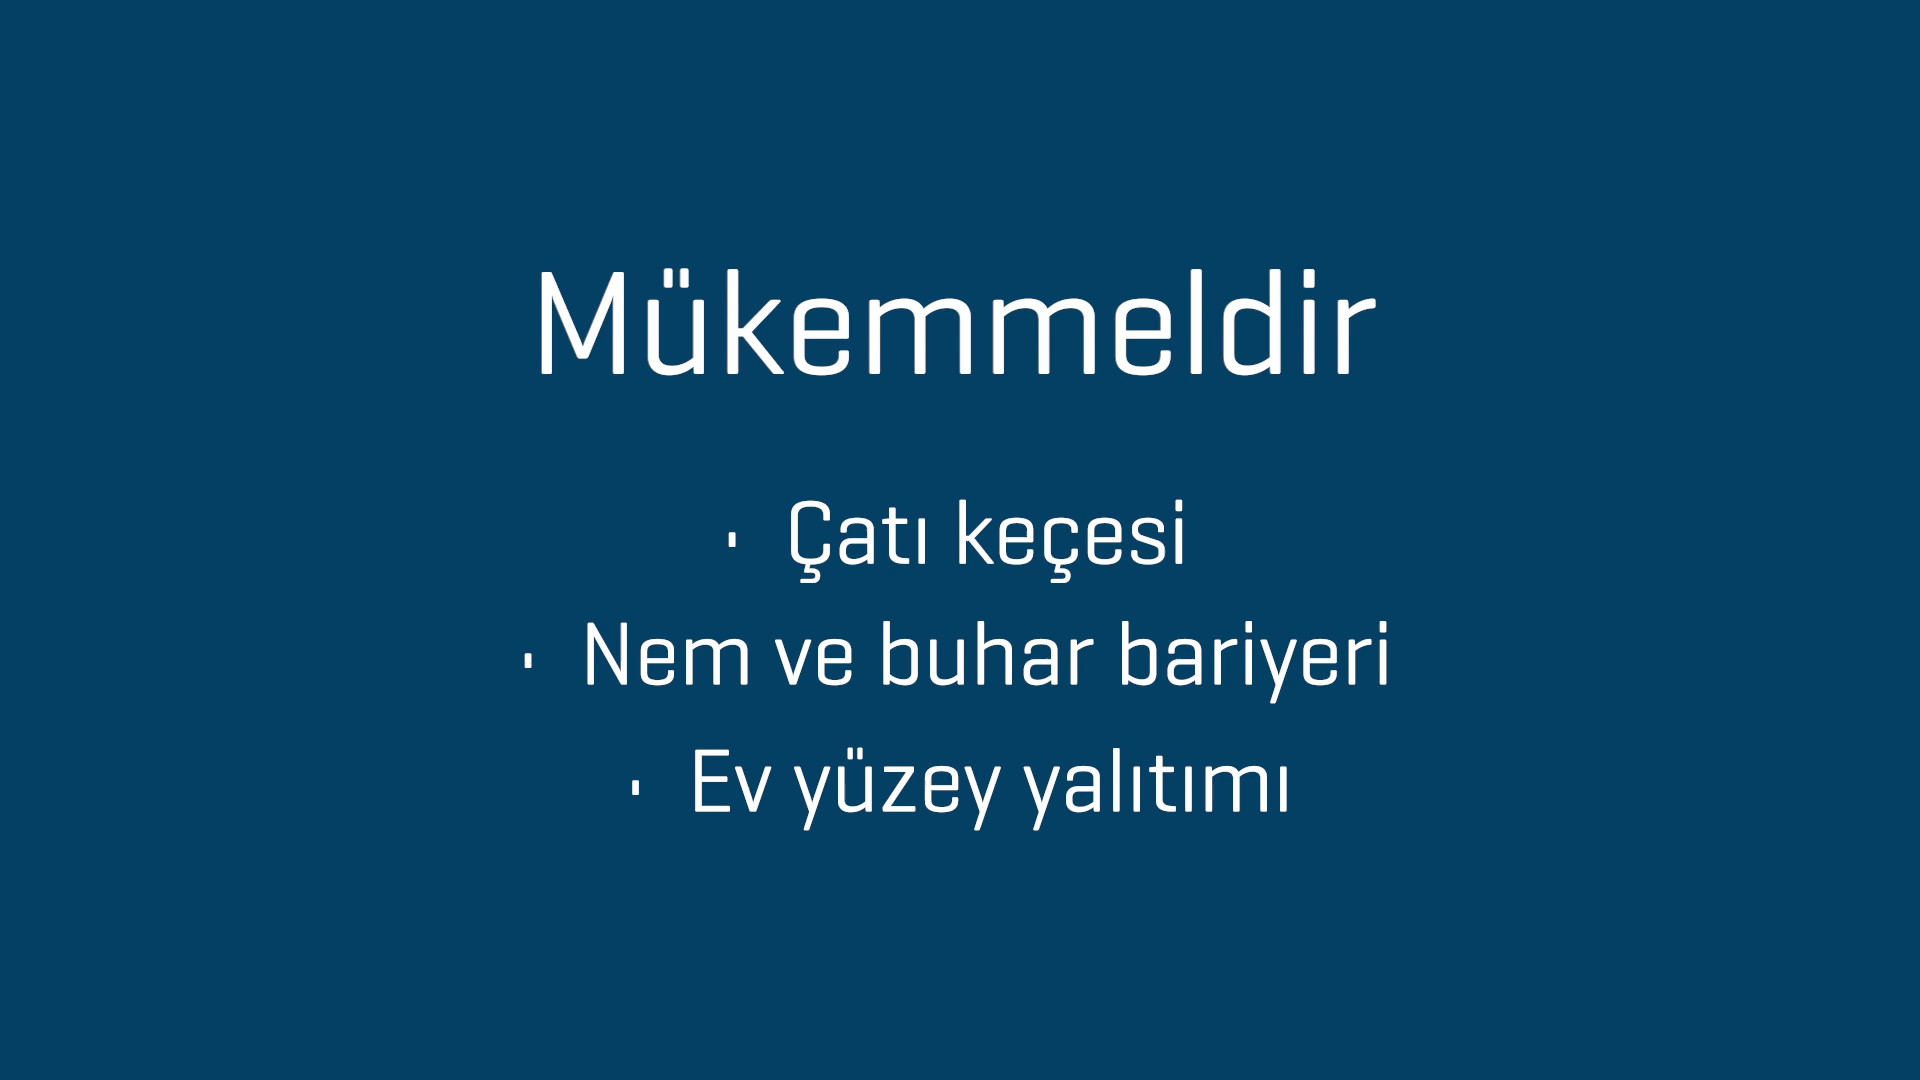 Mükemmeldir
· Çatı keçesi
· Nem ve buhar bariyeri
· Ev yüzey yalıtımı